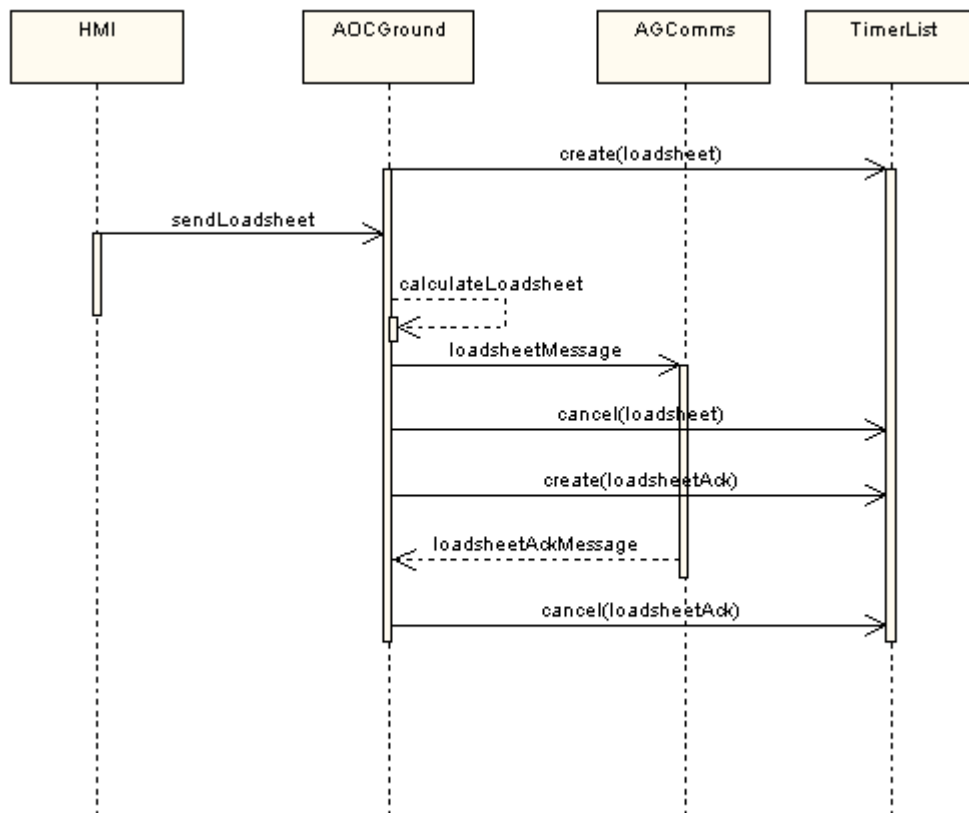 HMI
AOCGround
AGComms
TimerList
create(loadsheet)
sendLoadsheet
calculateLoadsheet
loadsheetMessage
cancel(loadsheet)
create(loadsheetAck)
loadsheetAckMessage
cancel(loadsheetAck)